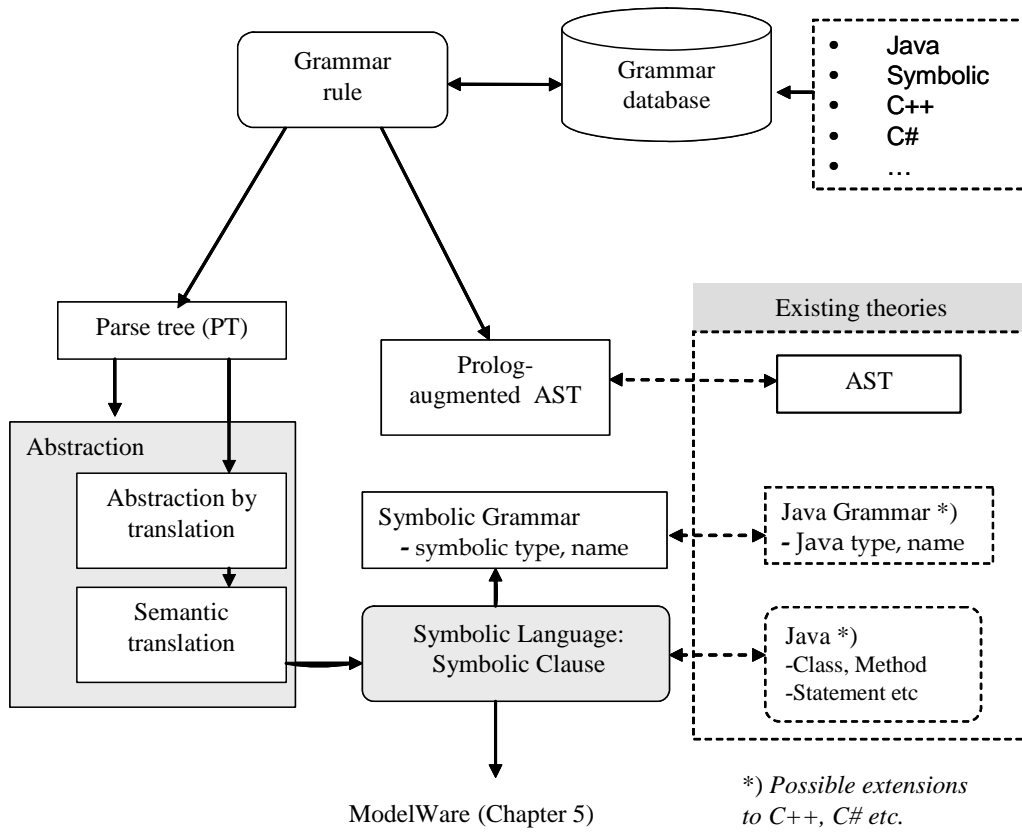 Grammar
rule
Grammar
database
• Java
• Symbolic
• C++
• C#
• ...
Parse tree (PT)
Prolog-
augmented AST
Existing theories
AST
Abstraction
Abstraction by
translation
Semantic
translation
Symbolic Grammar
- symbolic type, name
Java Grammar *)
- Java type, name
Symbolic Language:
Symbolic Clause
Java *)
-Class, Method
-Statement etc
ModelWare (Chapter 5)
*) Possible extensions
to C++, C# etc.